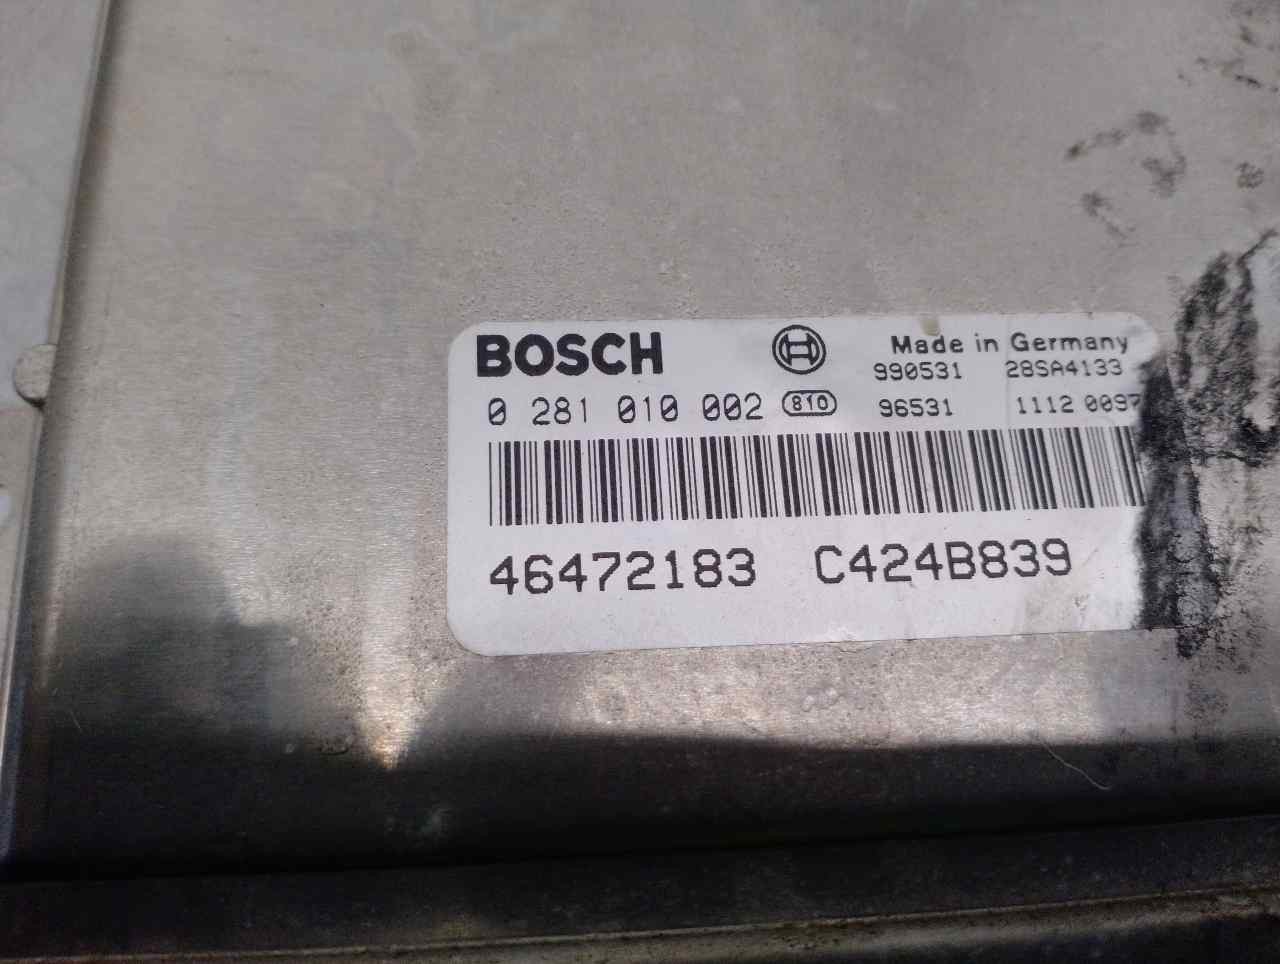 BOSCH Made in Germany
990531 28SA4133
0 281 010 002 810 96531 1112 0097
46472183 C424B839